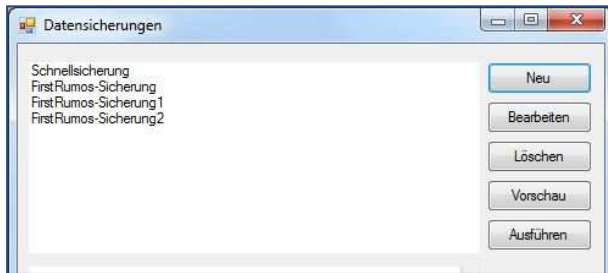 Datensicherungen
Schnellsicherung
FirstRumos-Sicherung
FirstRumos-Sicherung1
FirstRumos-Sicherung2
Neu
Bearbeiten
Löschen
Vorschau
Ausführen